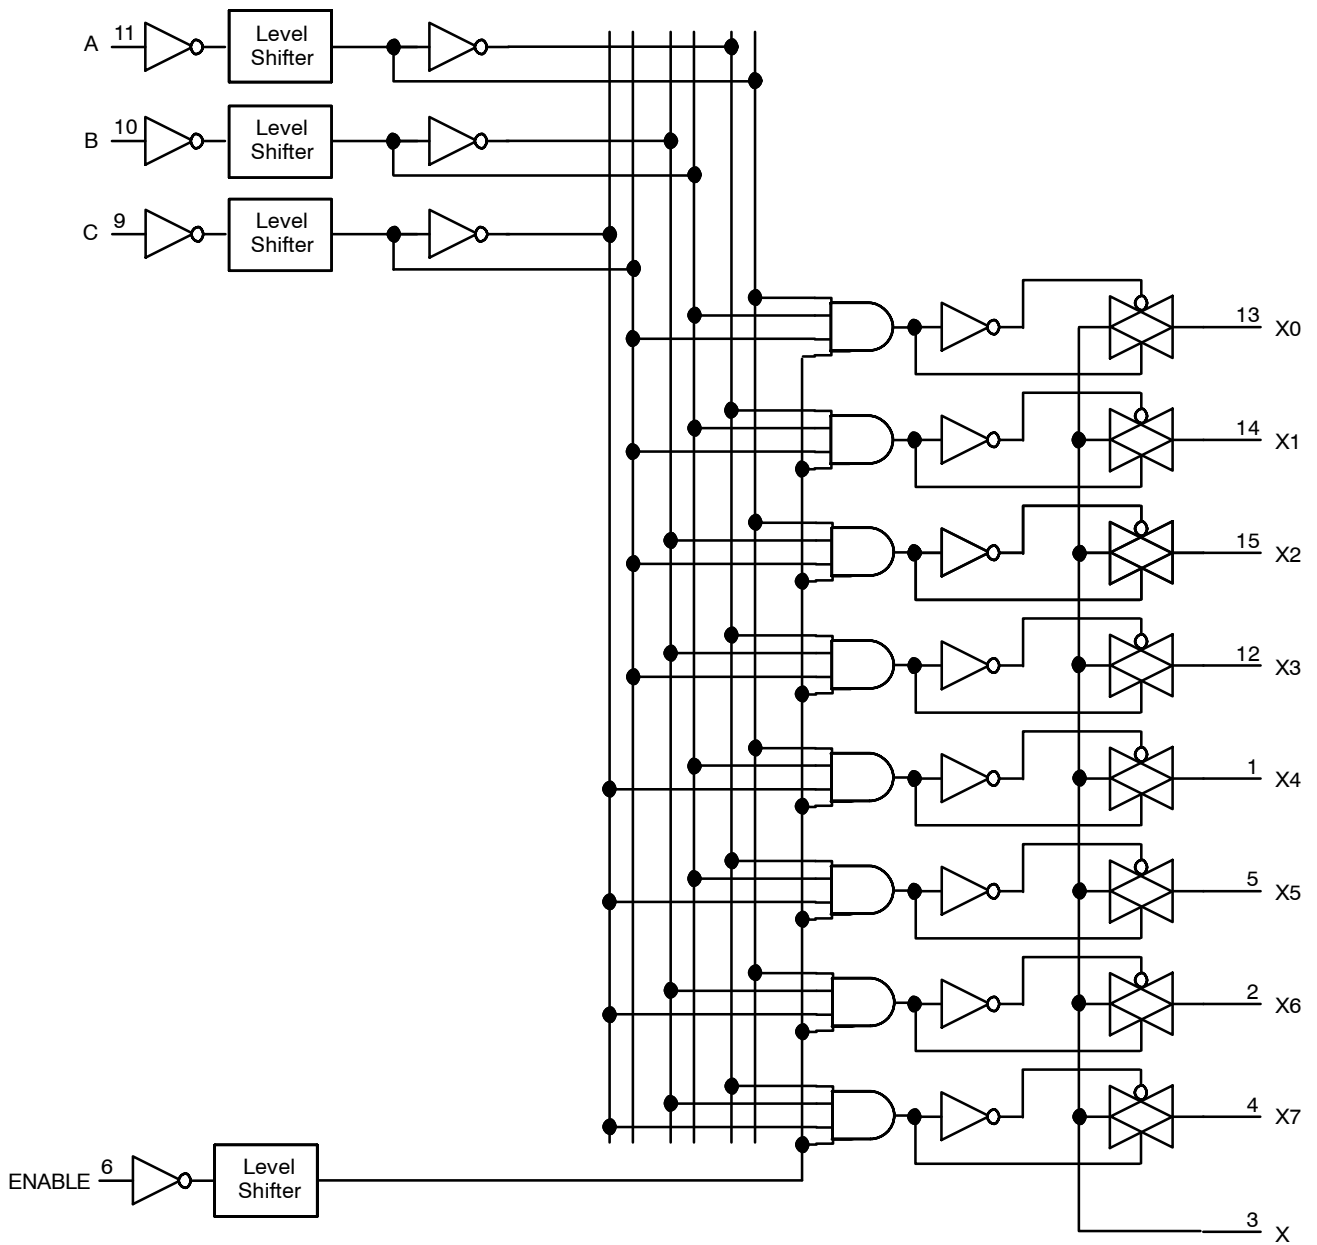 A 11 Level
Shifter
B 10 Level
Shifter
C 9 Level
Shifter
13 X0
14 X1
15 X2
12 X3
1 X4
5 X5
2 X6
4 X7
ENABLE 6 Level
Shifter
3 X